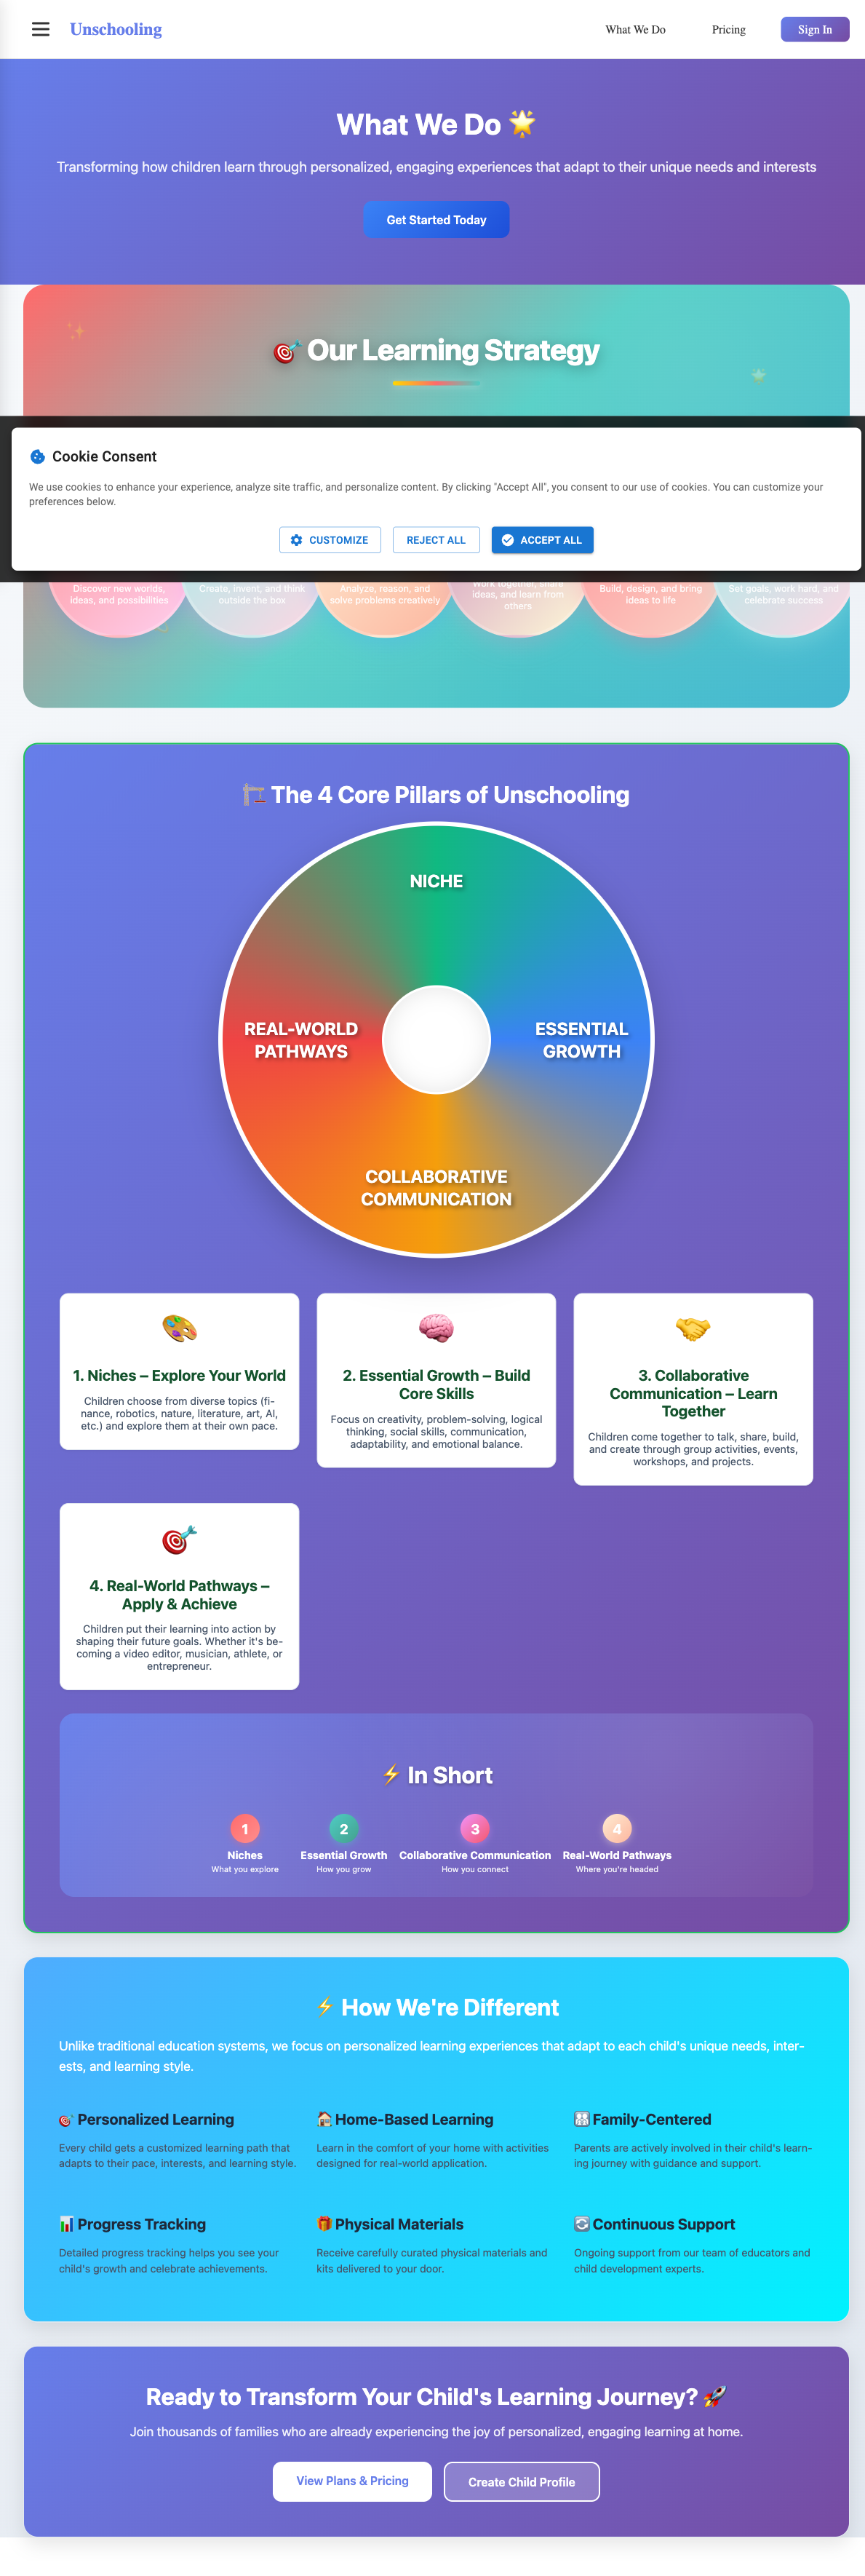 Unschooling
What We Do
Pricing
Sign In
What We Do
Transforming how children learn through personalized, engaging experiences that adapt to their unique needs and interests
Get Started Today
Our Learning Strategy
Cookie Consent
We use cookies to enhance your experience, analyze site traffic, and personalize content. By clicking "Accept All", you consent to our use of cookies. You can customize your
preferences below.
CUSTOMIZE
REJECT ALL
ACCEPT ALL
Discover new worlds,
ideas, and possibilities
Create, invent, and think
outside the box
Analyze, reason, and
solve problems creatively
Work together, share
ideas, and learn from
others
Build, design, and bring
ideas to life
Set goals, work hard, and
celebrate success
The 4 Core Pillars of Unschooling
NICHE
REAL-WORLD
PATHWAYS
ESSENTIAL
GROWTH
COLLABORATIVE
COMMUNICATION
1. Niches – Explore Your World
Children choose from diverse topics (fi-
nance, robotics, nature, literature, art, AI,
etc.) and explore them at their own pace.
2. Essential Growth – Build
Core Skills
Focus on creativity, problem-solving, logical
thinking, social skills, communication,
adaptability, and emotional balance.
3. Collaborative
Communication – Learn
Together
Children come together to talk, share, build,
and create through group activities, events,
workshops, and projects.
4. Real-World Pathways –
Apply & Achieve
Children put their learning into action by
shaping their future goals. Whether it's be-
coming a video editor, musician, athlete, or
entrepreneur.
In Short
1
Niches
What you explore
2
Essential Growth
How you grow
3
Collaborative Communication
How you connect
4
Real-World Pathways
Where you're headed
How We're Different
Unlike traditional education systems, we focus on personalized learning experiences that adapt to each child's unique needs, inter-
ests, and learning style.
Personalized Learning
Every child gets a customized learning path that
adapts to their pace, interests, and learning style.
Home-Based Learning
Learn in the comfort of your home with activities
designed for real-world application.
Family-Centered
Parents are actively involved in their child's learn-
ing journey with guidance and support.
Progress Tracking
Detailed progress tracking helps you see your
child's growth and celebrate achievements.
Physical Materials
Receive carefully curated physical materials and
kits delivered to your door.
Continuous Support
Ongoing support from our team of educators and
child development experts.
Ready to Transform Your Child's Learning Journey?
Join thousands of families who are already experiencing the joy of personalized, engaging learning at home.
View Plans & Pricing
Create Child Profile